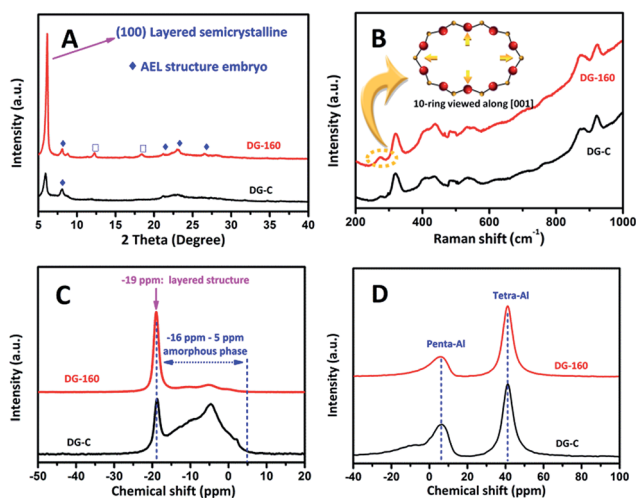 A
(100) Layered semicrystalline
◆ AEL structure embryo
DG-160
DG-C
Intensity (a.u.)
5 10 15 20 25 30 35 40
2 Theta (Degree)
B
10-ring viewed along [001]
DG-160
DG-C
Intensity (a.u.)
200 400 600 800 1000
Raman shift (cm⁻¹)
C
-19 ppm: layered structure
-16 ppm - 5 ppm
amorphous phase
DG-160
DG-C
Intensity (a.u.)
-50 -40 -30 -20 -10 0 10 20
Chemical shift (ppm)
D
Tetra-Al
Penta-Al
DG-160
DG-C
Intensity (a.u.)
-40 -20 0 20 40 60 80 100
Chemical shift (ppm)